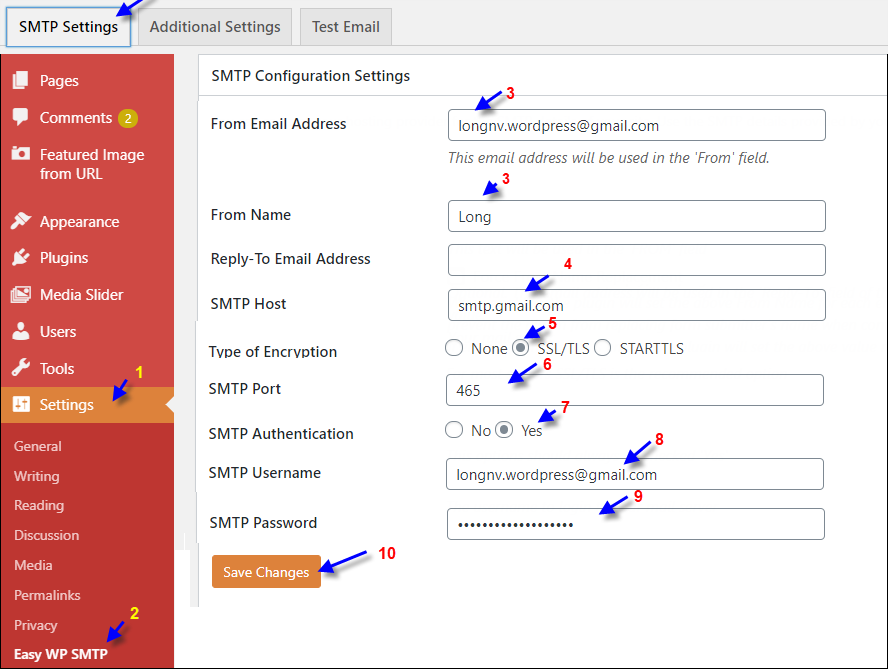 SMTP Settings
Additional Settings
Test Email
Pages
Comments 2
Featured Image
from URL
Appearance
Plugins
Media Slider
Users
Tools
1
Settings
General
Writing
Reading
Discussion
Media
Permalinks
2
Privacy
Easy WP SMTP
SMTP Configuration Settings
3
From Email Address longnv.wordpress@gmail.com
This email address will be used in the 'From' field.
3
From Name Long
Reply-To Email Address
4
SMTP Host smtp.gmail.com
5
Type of Encryption None SSL/TLS STARTTLS
6
SMTP Port 465
7
SMTP Authentication No Yes
8
SMTP Username longnv.wordpress@gmail.com
9
SMTP Password •••••••••••••••••••
10
Save Changes